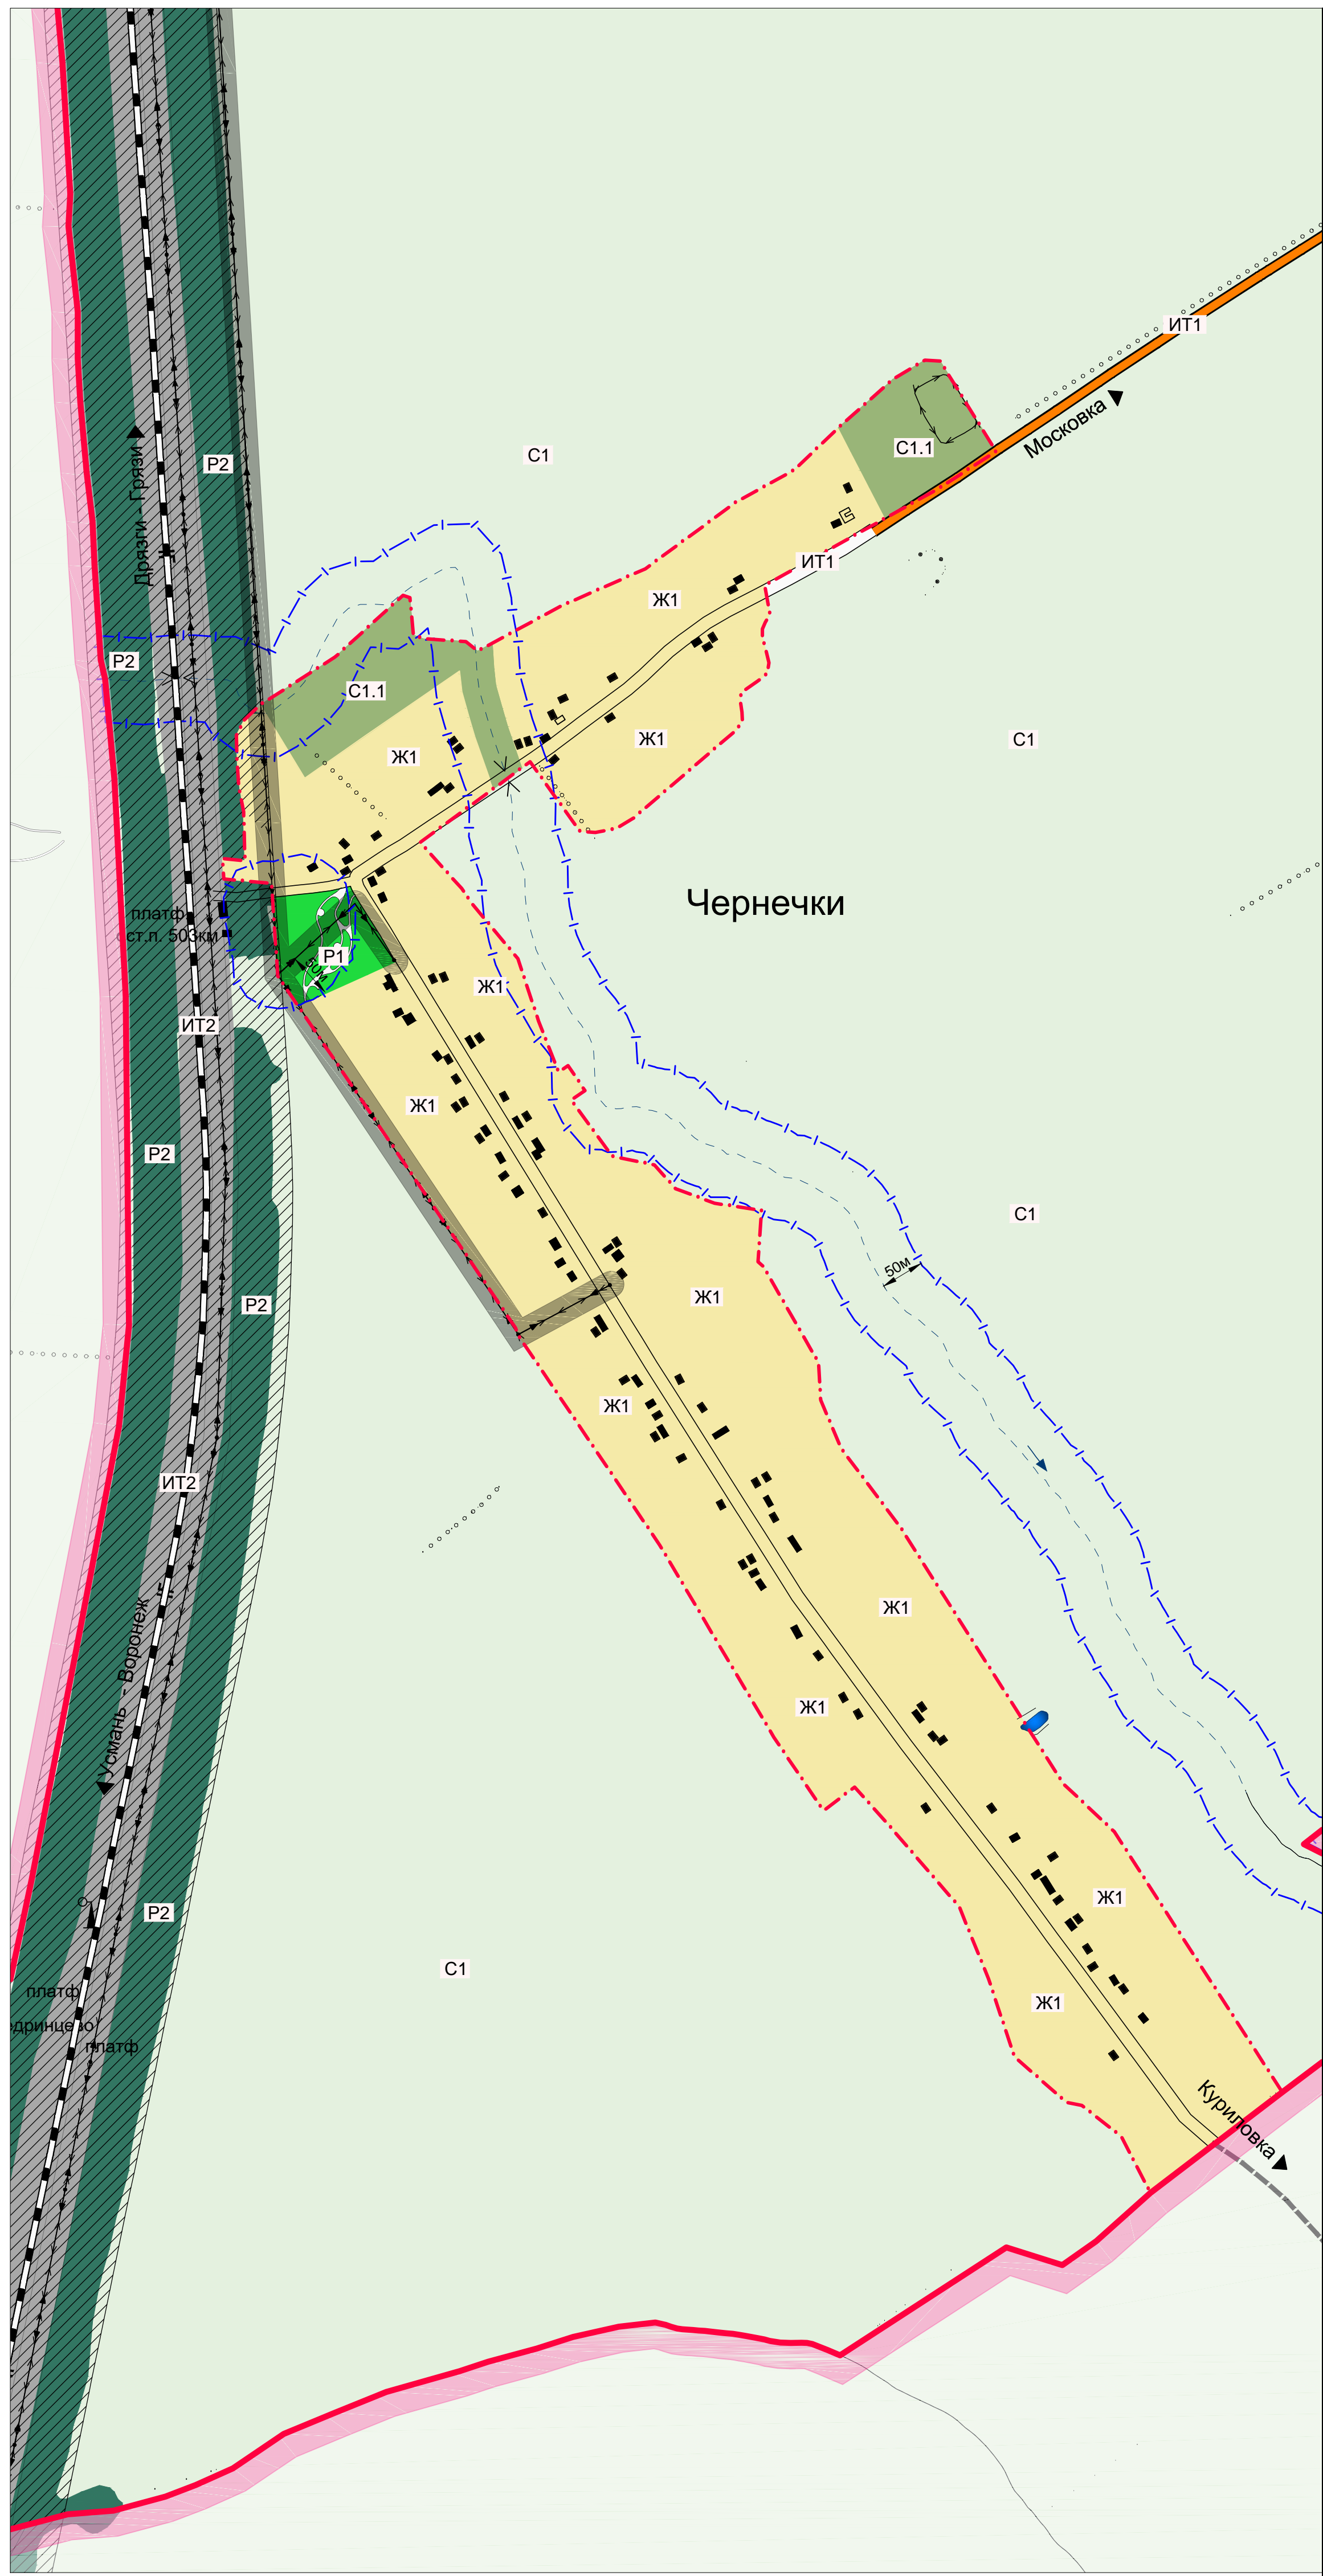 ИТ1
Московка
С1.1
С1
Р2
Дрязги - Грязи
ИТ1
Ж1
Р2
С1.1
Ж1
Ж1
С1
Чернечки
платф.
ост.п. 503км
Р1
50м
Ж1
ИТ2
Ж1
Р2
С1
50м
Ж1
Р2
Ж1
ИТ2
Ж1
Усмань - Воронеж
Ж1
Ж1
Р2
С1
платф
Ж1
дринцево
платф
Куриловка